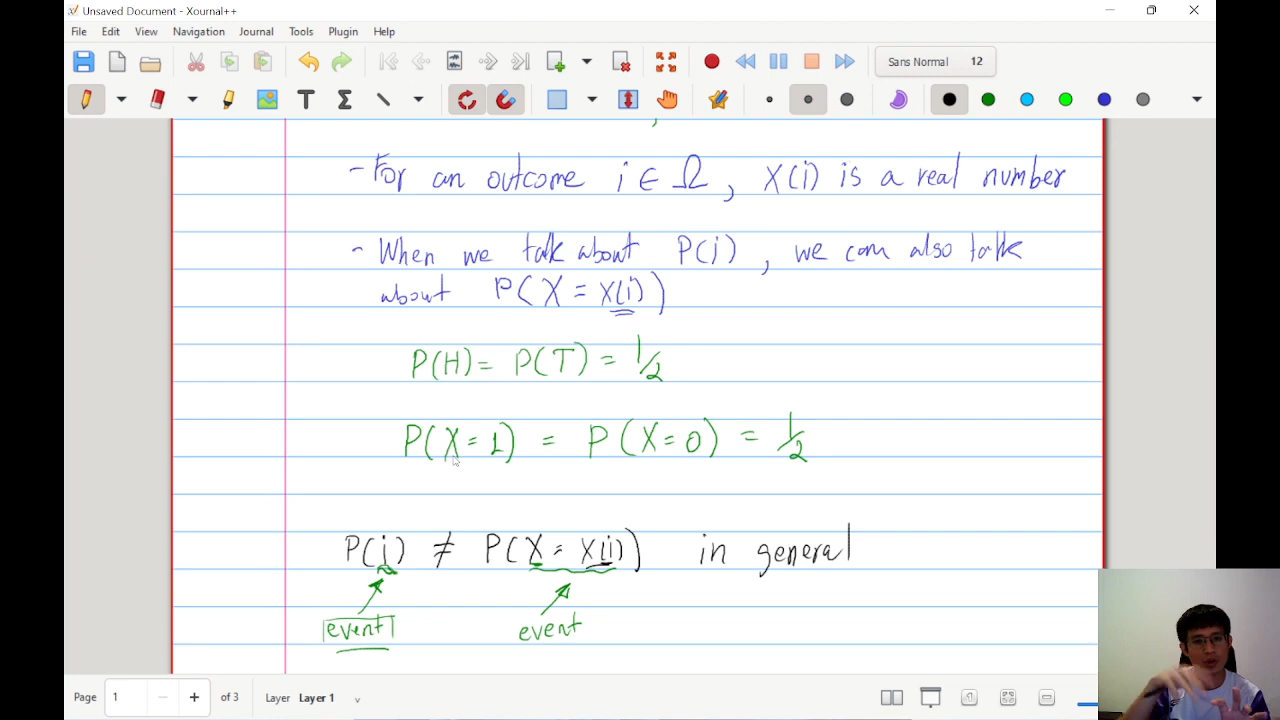 Unsaved Document - Xournal++
File Edit View Navigation Journal Tools Plugin Help
Sans Normal 12
- For an outcome i ∈ Ω, X(i) is a real number
- When we talk about P(i), we can also talk
about P(X = X(i))
P(H) = P(T) = 1/2
P(X = 1) = P(X = 0) = 1/2
P(i) ≠ P(X = X(i)) in general
event event
Page 1 of 3 Layer Layer 1